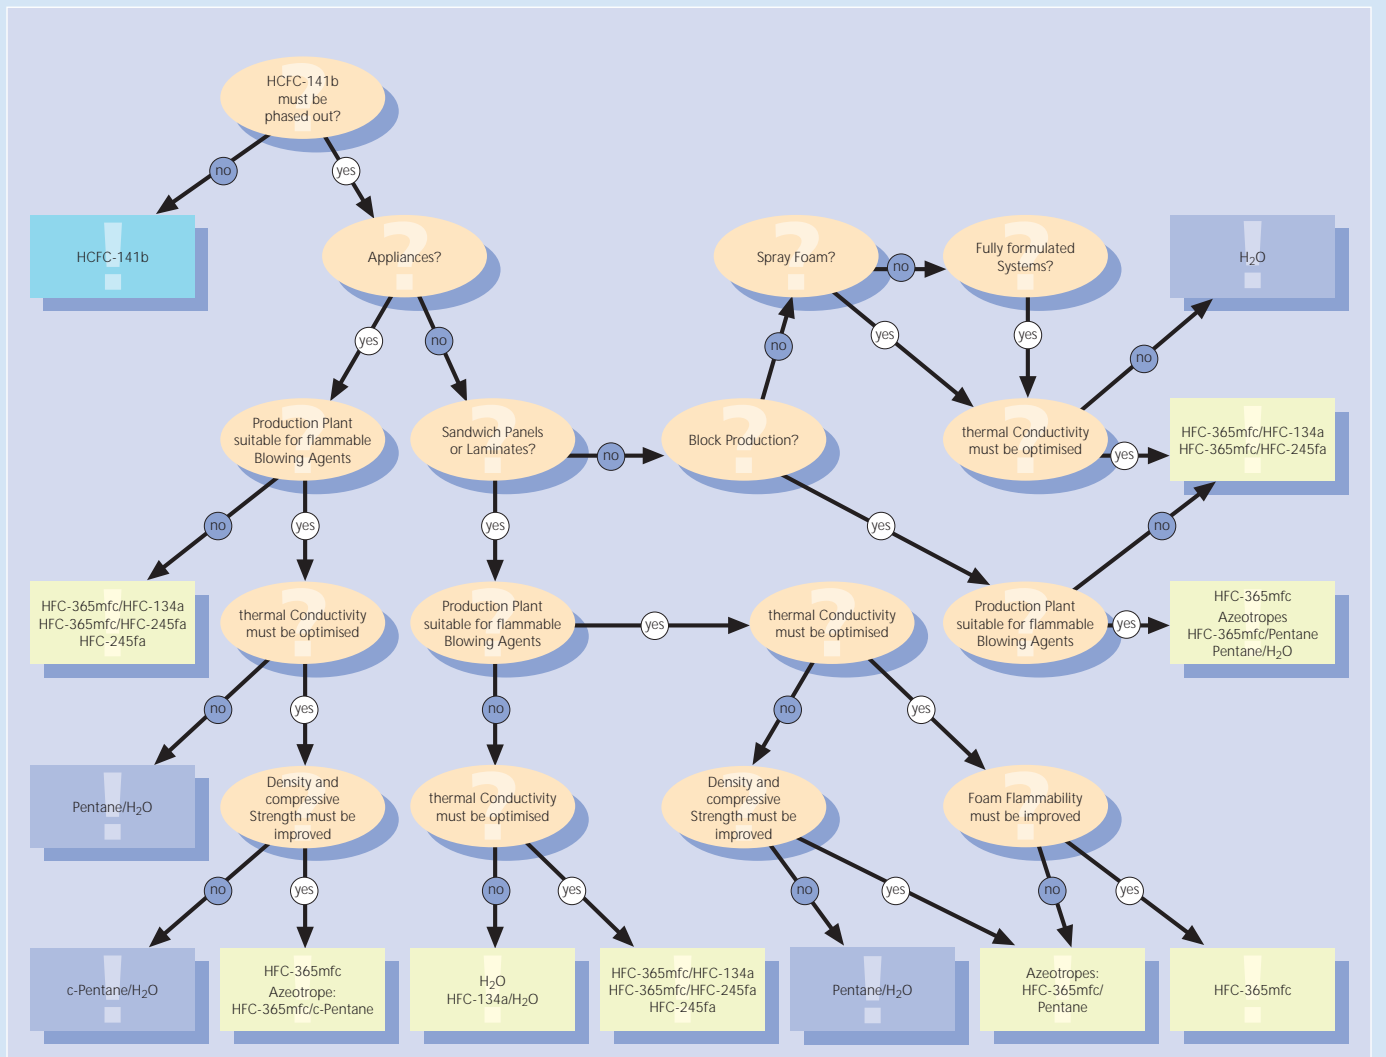 HCFC-141b
must be
phased out?
no
yes
HCFC-141b
Appliances?
Spray Foam?
no
Fully formulated
Systems?
H₂O
yes
no
no
yes
yes
no
Production Plant
suitable for flammable
Blowing Agents
Sandwich Panels
or Laminates?
no
Block Production?
thermal Conductivity
must be optimised
yes
HFC-365mfc/HFC-134a
HFC-365mfc/HFC-245fa
no
yes
yes
yes
no
HFC-365mfc/HFC-134a
HFC-365mfc/HFC-245fa
HFC-245fa
thermal Conductivity
must be optimised
Production Plant
suitable for flammable
Blowing Agents
yes
thermal Conductivity
must be optimised
Production Plant
suitable for flammable
Blowing Agents
yes
HFC-365mfc
Azeotropes
HFC-365mfc/Pentane
Pentane/H₂O
no
yes
no
no
yes
Pentane/H₂O
Density and
compressive
Strength must be
improved
thermal Conductivity
must be optimised
Density and
compressive
Strength must be
improved
Foam Flammability
must be improved
no
yes
no
yes
no
yes
no
yes
c-Pentane/H₂O
HFC-365mfc
Azeotrope:
HFC-365mfc/c-Pentane
H₂O
HFC-134a/H₂O
HFC-365mfc/HFC-134a
HFC-365mfc/HFC-245fa
HFC-245fa
Pentane/H₂O
Azeotropes:
HFC-365mfc/
Pentane
HFC-365mfc